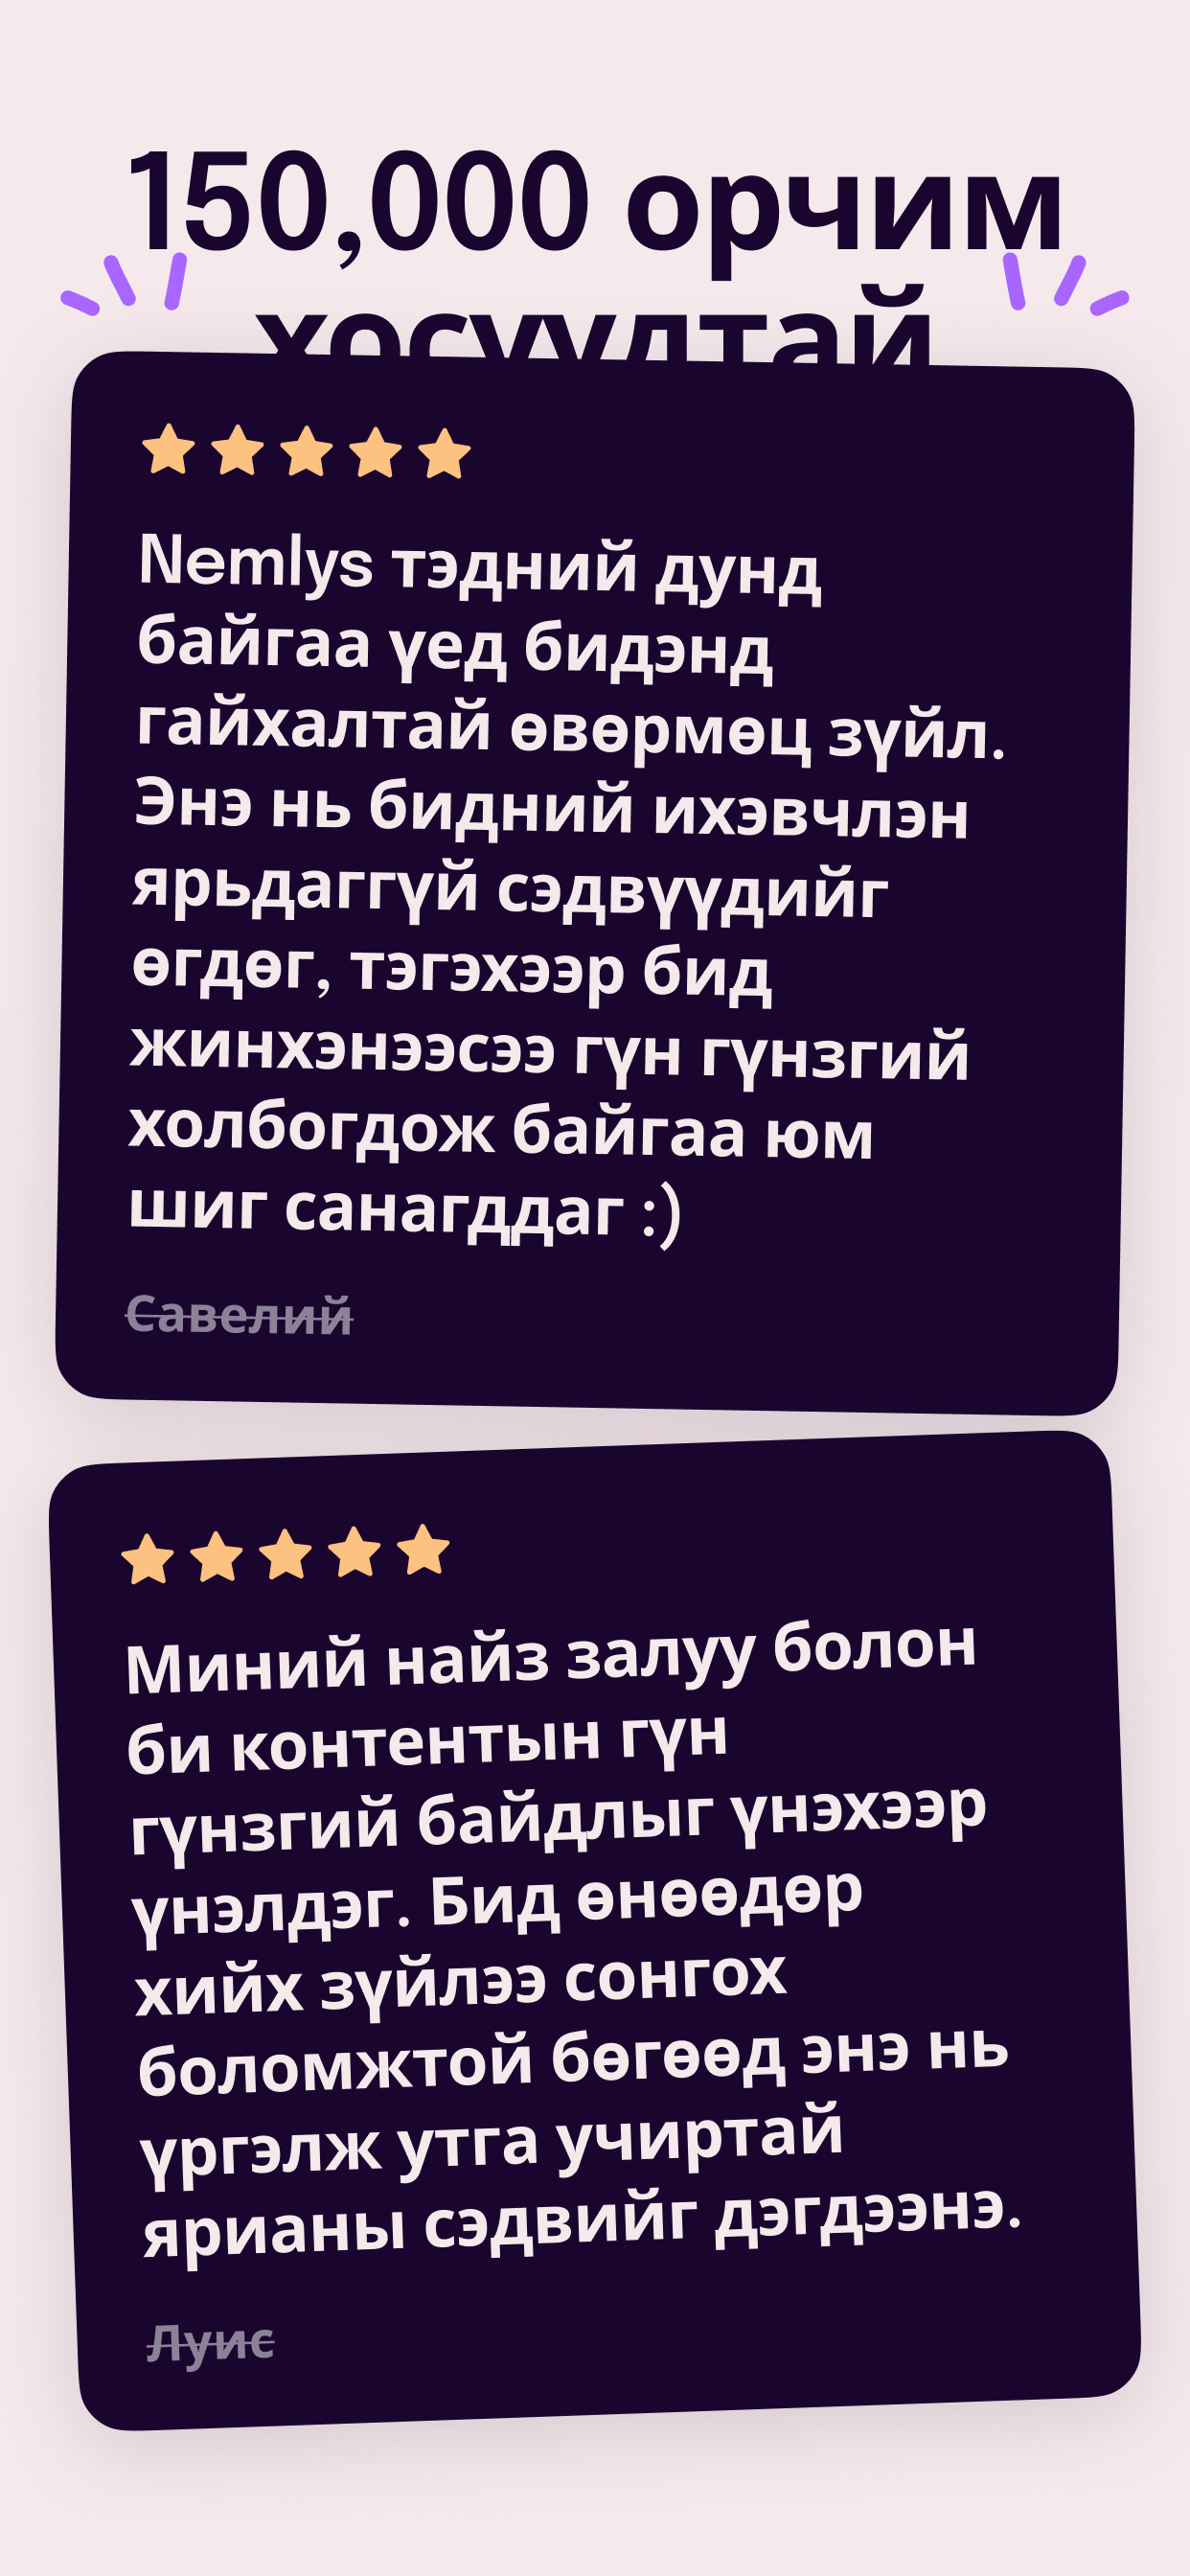 150,000 орчим
хосуудтай
Nemlys тэдний дунд
байгаа үед бидэнд
гайхалтай өвөрмөц зүйл.
Энэ нь бидний ихэвчлэн
ярьдаггүй сэдвүүдийг
өгдөг, тэгэхээр бид
жинхэнээсээ гүн гүнзгий
холбогдож байгаа юм
шиг санагддаг :)
Савелий
Миний найз залуу болон
би контентын гүн
гүнзгий байдлыг үнэхээр
үнэлдэг. Бид өнөөдөр
хийх зүйлээ сонгох
боломжтой бөгөөд энэ нь
үргэлж утга учиртай
ярианы сэдвийг дэгдээнэ.
Луис